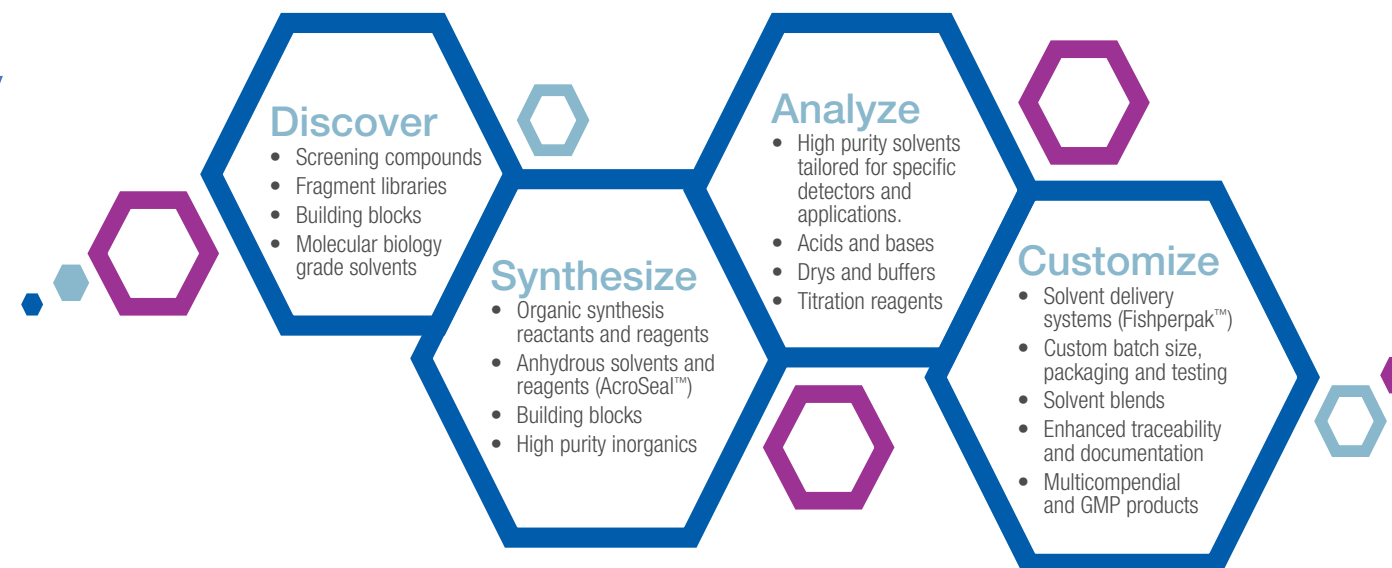 Discover
• Screening compounds
• Fragment libraries
• Building blocks
• Molecular biology
grade solvents
Synthesize
• Organic synthesis
reactants and reagents
• Anhydrous solvents and
reagents (AcroSeal™)
• Building blocks
• High purity inorganics
Analyze
• High purity solvents
tailored for specific
detectors and
applications.
• Acids and bases
• Drys and buffers
• Titration reagents
Customize
• Solvent delivery
systems (Fishperpak™)
• Custom batch size,
packaging and testing
• Solvent blends
• Enhanced traceability
and documentation
• Multicompendial
and GMP products